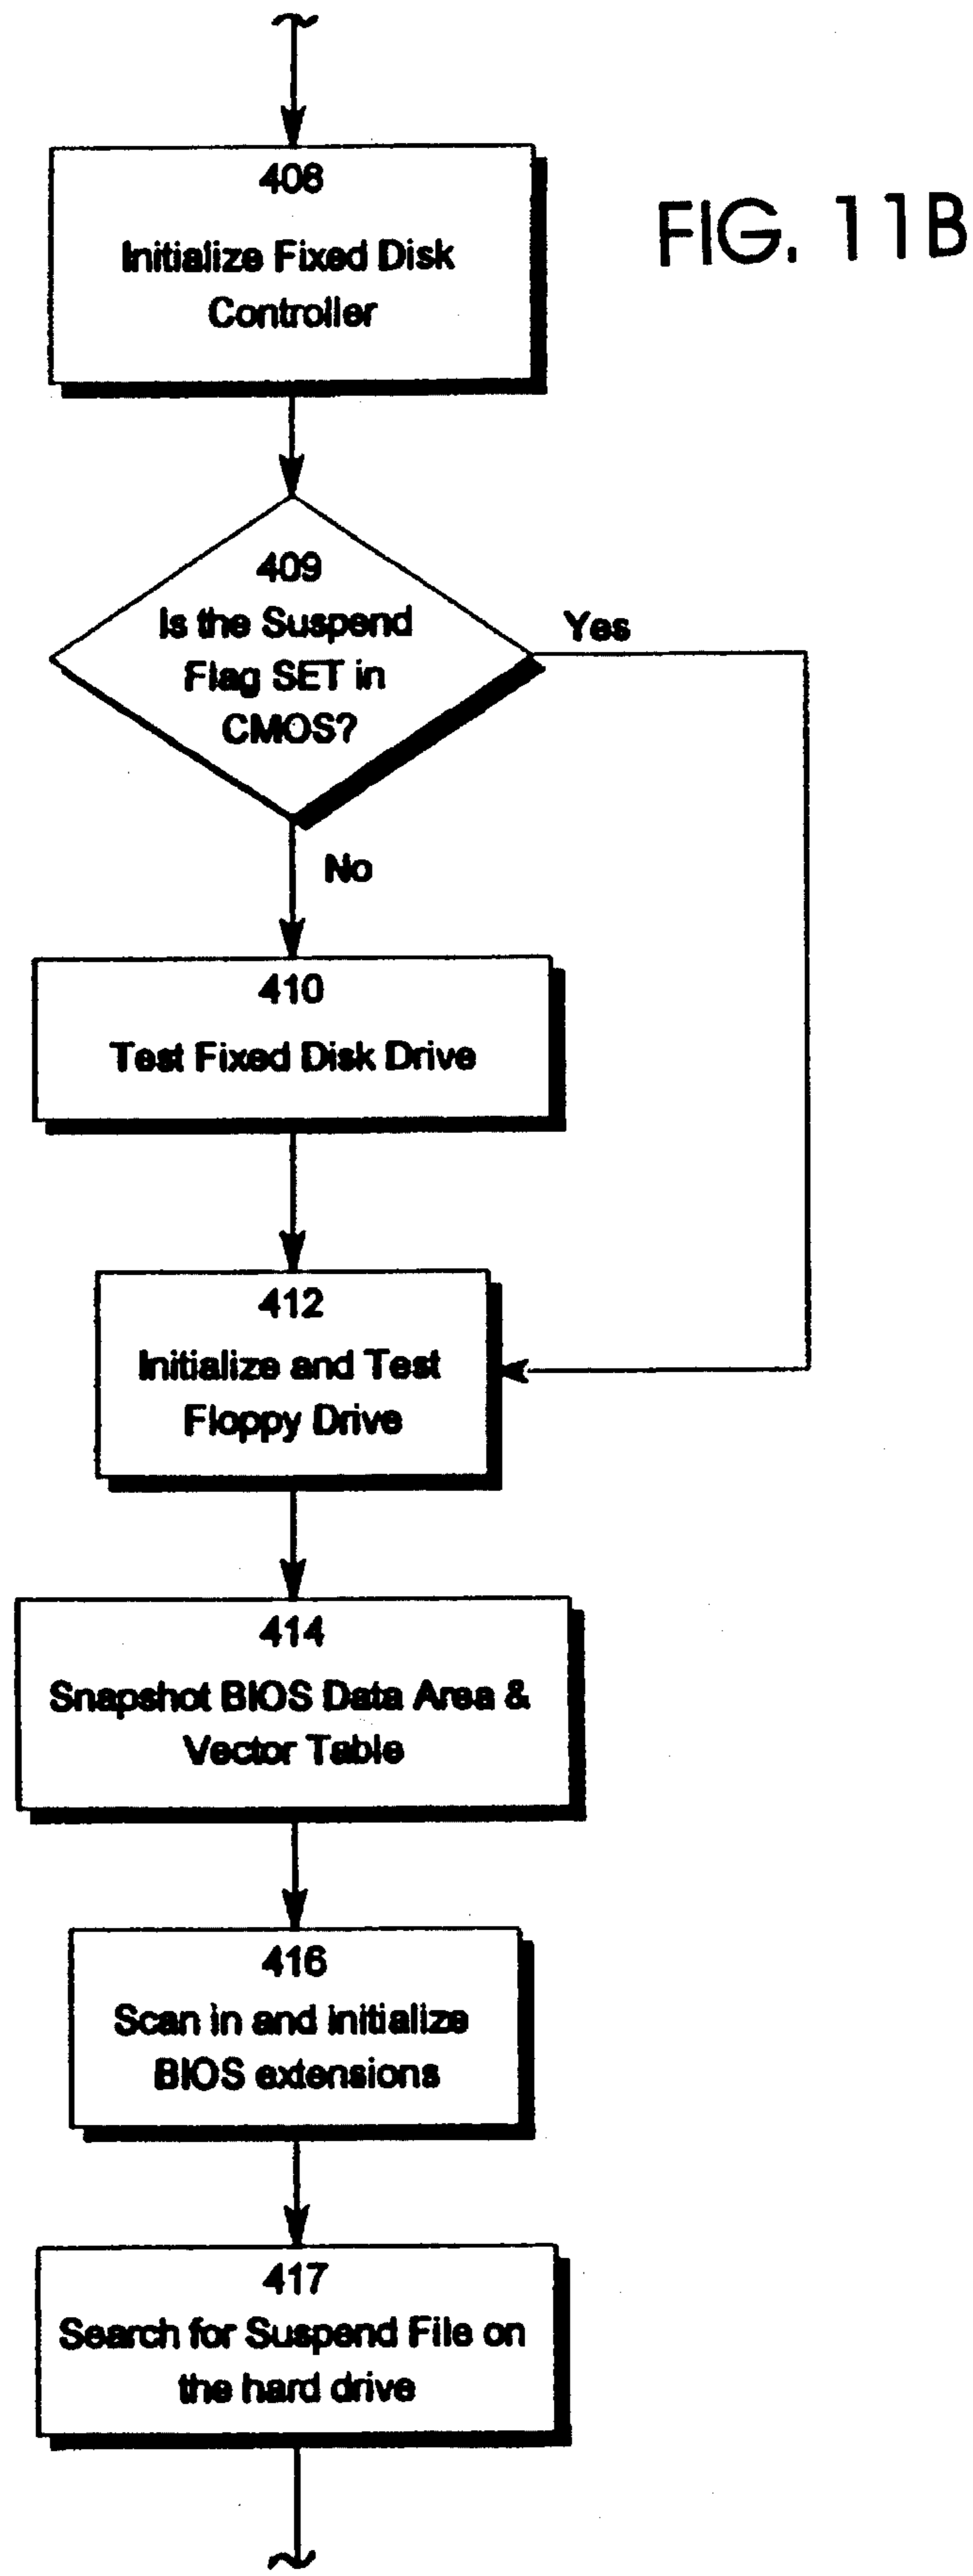 408
Initialize Fixed Disk
Controller
FIG. 11B
409
Is the Suspend
Flag SET in
CMOS?
Yes
No
410
Test Fixed Disk Drive
412
Initialize and Test
Floppy Drive
414
Snapshot BIOS Data Area &
Vector Table
416
Scan in and initialize
BIOS extensions
417
Search for Suspend File on
the hard drive